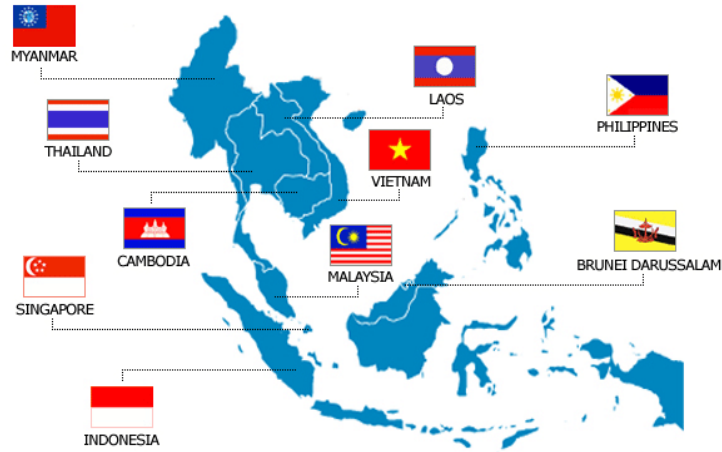 MYANMAR
LAOS
PHILIPPINES
THAILAND
VIETNAM
CAMBODIA
BRUNEI DARUSSALAM
MALAYSIA
SINGAPORE
INDONESIA